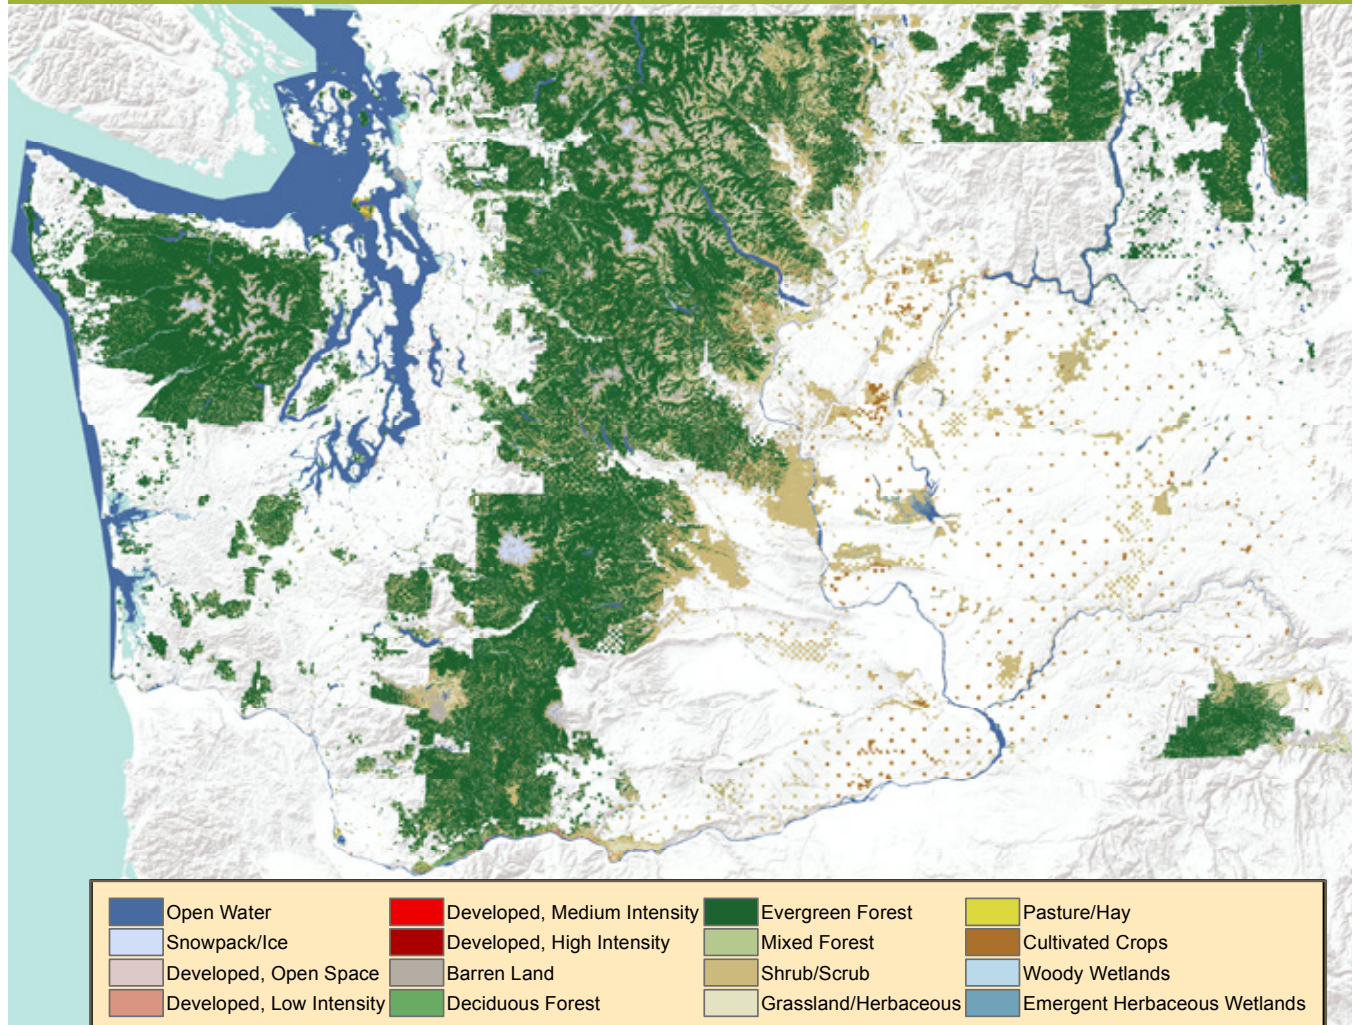 Open Water
Snowpack/Ice
Developed, Open Space
Developed, Low Intensity
Developed, Medium Intensity
Developed, High Intensity
Barren Land
Deciduous Forest
Evergreen Forest
Mixed Forest
Shrub/Scrub
Grassland/Herbaceous
Pasture/Hay
Cultivated Crops
Woody Wetlands
Emergent Herbaceous Wetlands